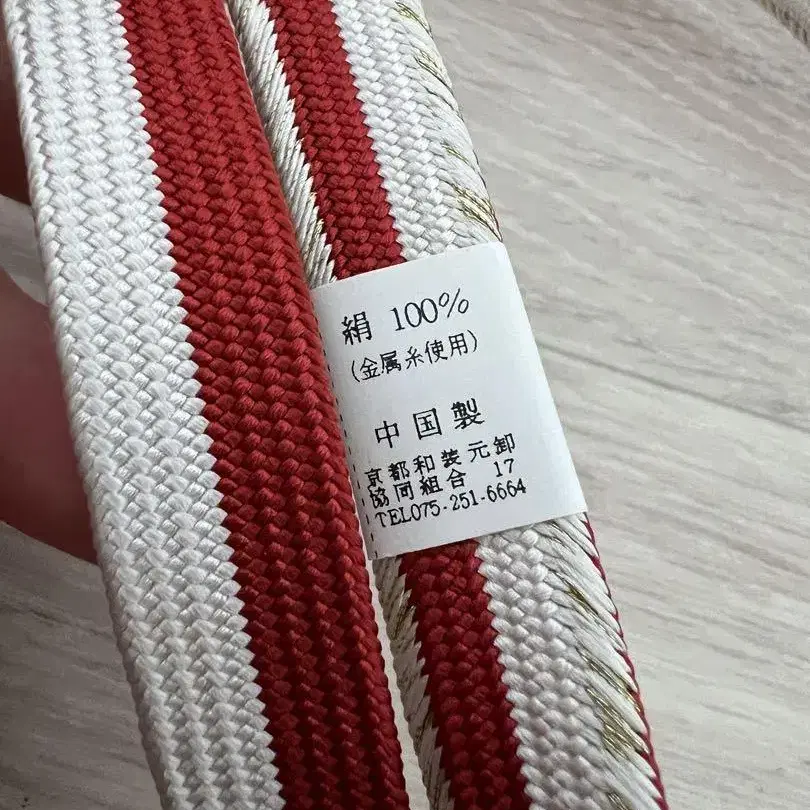 絹 100%
(金属糸使用)
中国製
京都和装元卸
協同組合 17
TEL075-251-6664